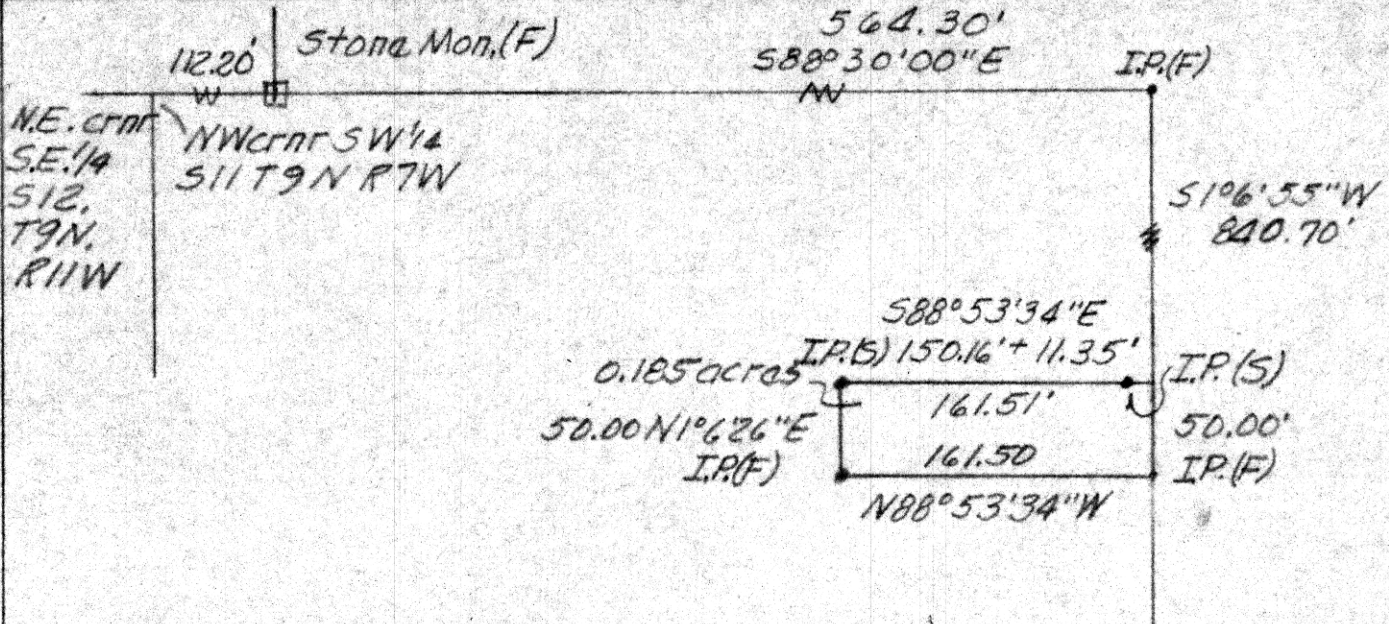 564.30'
112.20' Stone Mon.(F)
S88°30'00"E
I.P.(F)
N.E. crnr
S.E.1/4
S12,
T9N,
R11W
NW crnr SW 1/4
S11 T9N R7W
S1°6'55"W
840.70'
S88°53'34"E
I.P.(S) 150.16' + 11.35'
I.P.(S)
0.185 acres
161.51'
50.00 N1°6'26"E
50.00'
I.P.(F)
161.50
I.P.(F)
N88°53'34"W